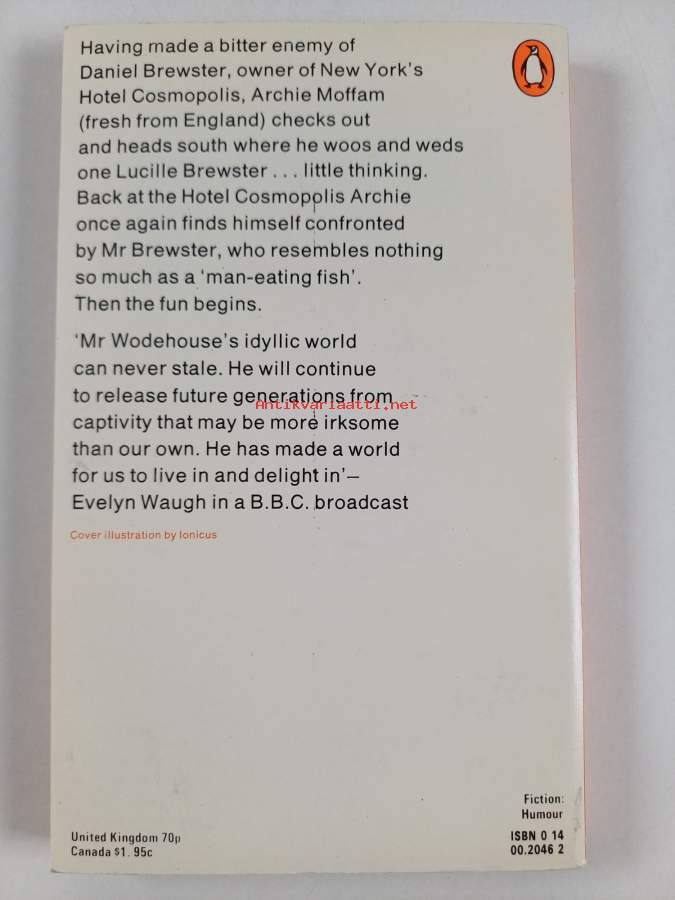 Having made a bitter enemy of
Daniel Brewster, owner of New York's
Hotel Cosmopolis, Archie Moffam
(fresh from England) checks out
and heads south where he woos and weds
one Lucille Brewster . . . little thinking.
Back at the Hotel Cosmopolis Archie
once again finds himself confronted
by Mr Brewster, who resembles nothing
so much as a ‘man-eating fish’.
Then the fun begins.
‘Mr Wodehouse's idyllic world
can never stale. He will continue
to release future generations from
Antikvariaatti.net
captivity that may be more irksome
than our own. He has made a world
for us to live in and delight in’—
Evelyn Waugh in a B.B.C. broadcast
Cover illustration by Ionicus
Fiction:
Humour
United Kingdom 70p
Canada $1. 95c
ISBN 0 14
00.2046 2